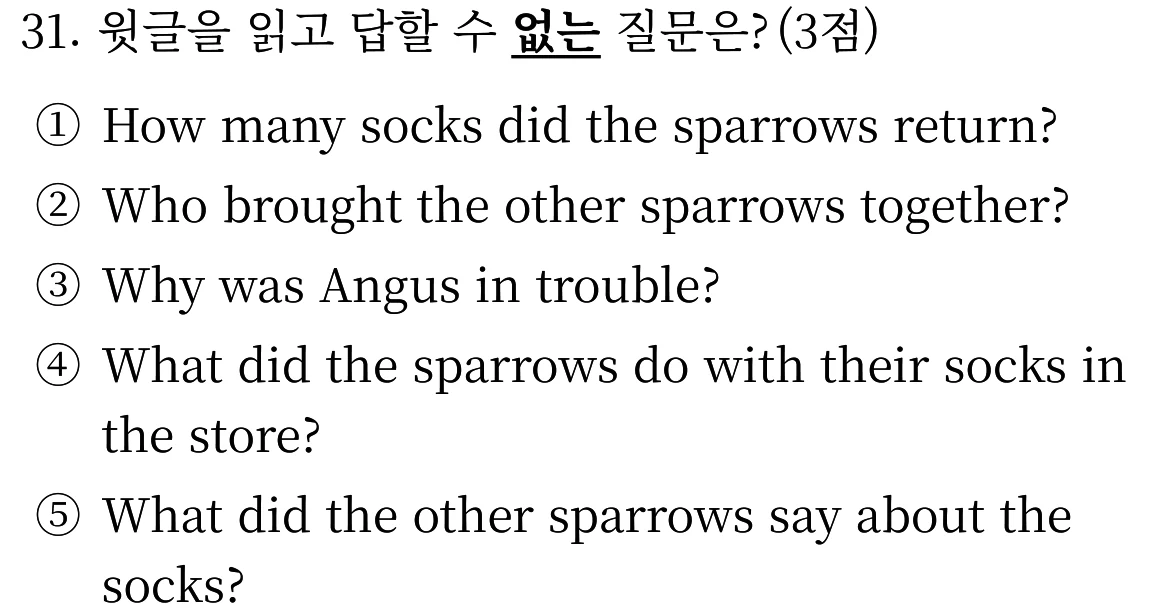 31. 윗글을 읽고 답할 수 없는 질문은?(3점)
① How many socks did the sparrows return?
② Who brought the other sparrows together?
③ Why was Angus in trouble?
④ What did the sparrows do with their socks in
the store?
⑤ What did the other sparrows say about the
socks?